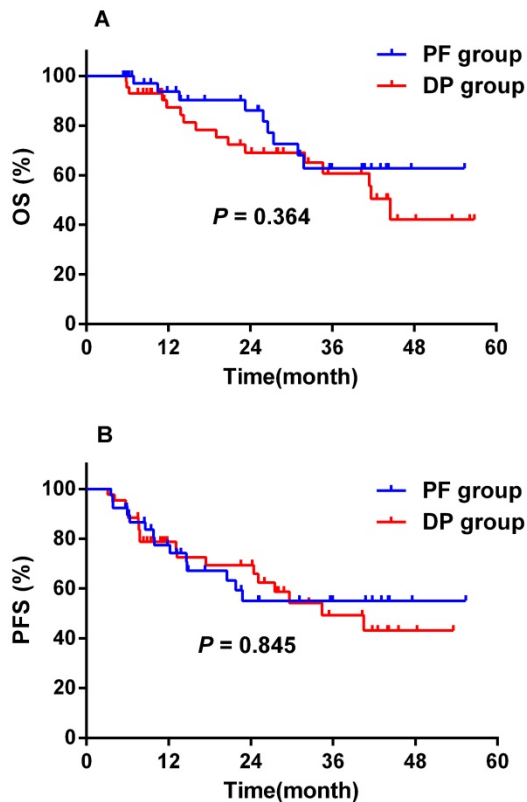 A
PF group
DP group
100
80
60
40
20
0
OS (%)
P = 0.364
0 12 24 36 48 60
Time(month)
B
PF group
DP group
100
80
60
40
20
0
PFS (%)
P = 0.845
0 12 24 36 48 60
Time(month)